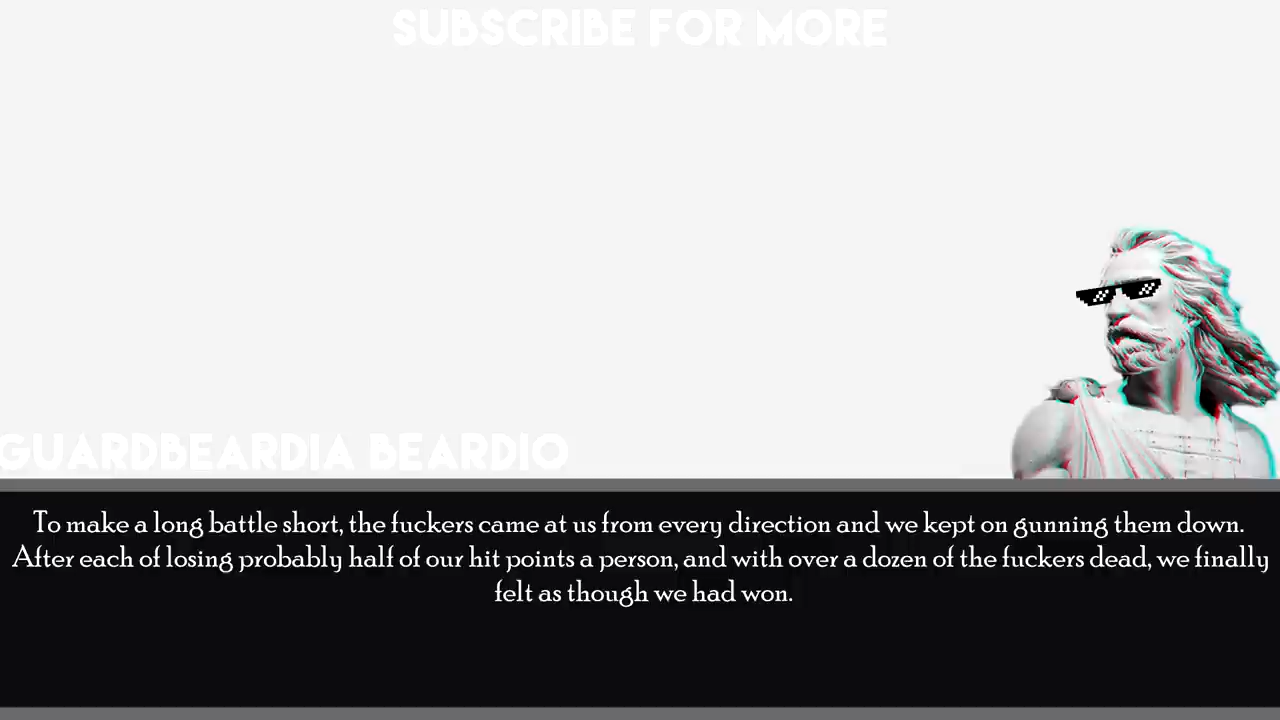 SUBSCRIBE FOR MORE
GUARDBEARDIA BEARDIO
To make a long battle short, the fuckers came at us from every direction and we kept on gunning them down.
After each of losing probably half of our hit points a person, and with over a dozen of the fuckers dead, we finally
felt as though we had won.